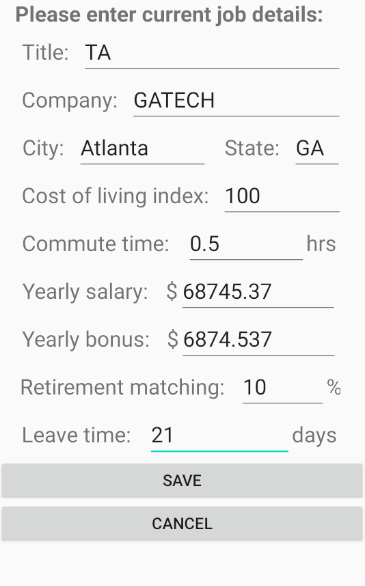 Please enter current job details:
Title: TA
Company: GATECH
City: Atlanta State: GA
Cost of living index: 100
Commute time: 0.5 hrs
Yearly salary: $ 68745.37
Yearly bonus: $ 6874.537
Retirement matching: 10 %
Leave time: 21 days
SAVE
CANCEL